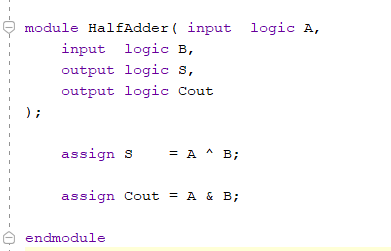 module HalfAdder( input  logic A,
    input  logic B,
    output logic S,
    output logic Cout
);
    assign S    = A ^ B;
    assign Cout = A & B;
endmodule